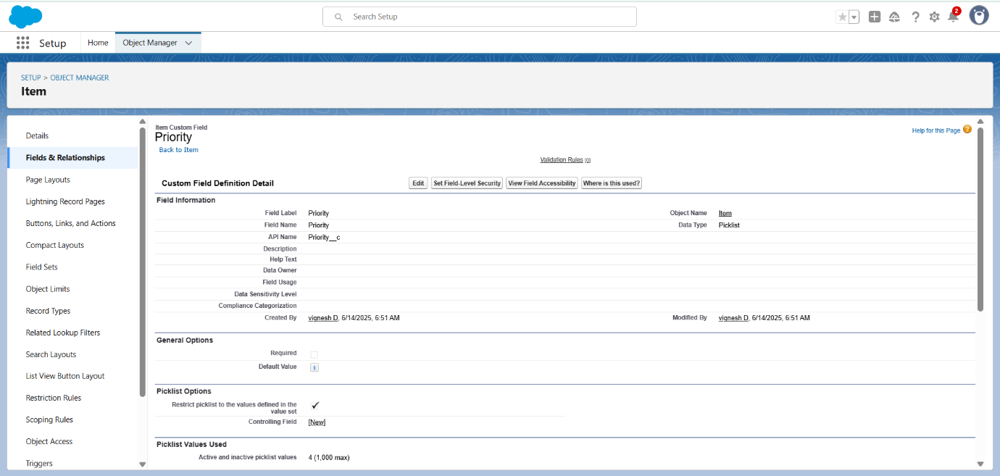 Search Setup
2
Setup
Home
Object Manager
SETUP > OBJECT MANAGER
Item
Details
Fields & Relationships
Page Layouts
Lightning Record Pages
Buttons, Links, and Actions
Compact Layouts
Field Sets
Object Limits
Record Types
Related Lookup Filters
Search Layouts
List View Button Layout
Restriction Rules
Scoping Rules
Object Access
Triggers
Item Custom Field
Priority
Back to Item
Help for this Page ?
Validation Rules [0]
Custom Field Definition Detail
Edit
Set Field-Level Security
View Field Accessibility
Where is this used?
Field Information
Field Label Priority Object Name Item
Field Name Priority Data Type Picklist
API Name Priority__c
Description
Help Text
Data Owner
Field Usage
Data Sensitivity Level
Compliance Categorization
Created By vignesh D, 6/14/2025, 6:51 AM Modified By vignesh D, 6/14/2025, 6:51 AM
General Options
Required
Default Value i
Picklist Options
Restrict picklist to the values defined in the
value set
Controlling Field [New]
Picklist Values Used
Active and inactive picklist values 4 (1,000 max)